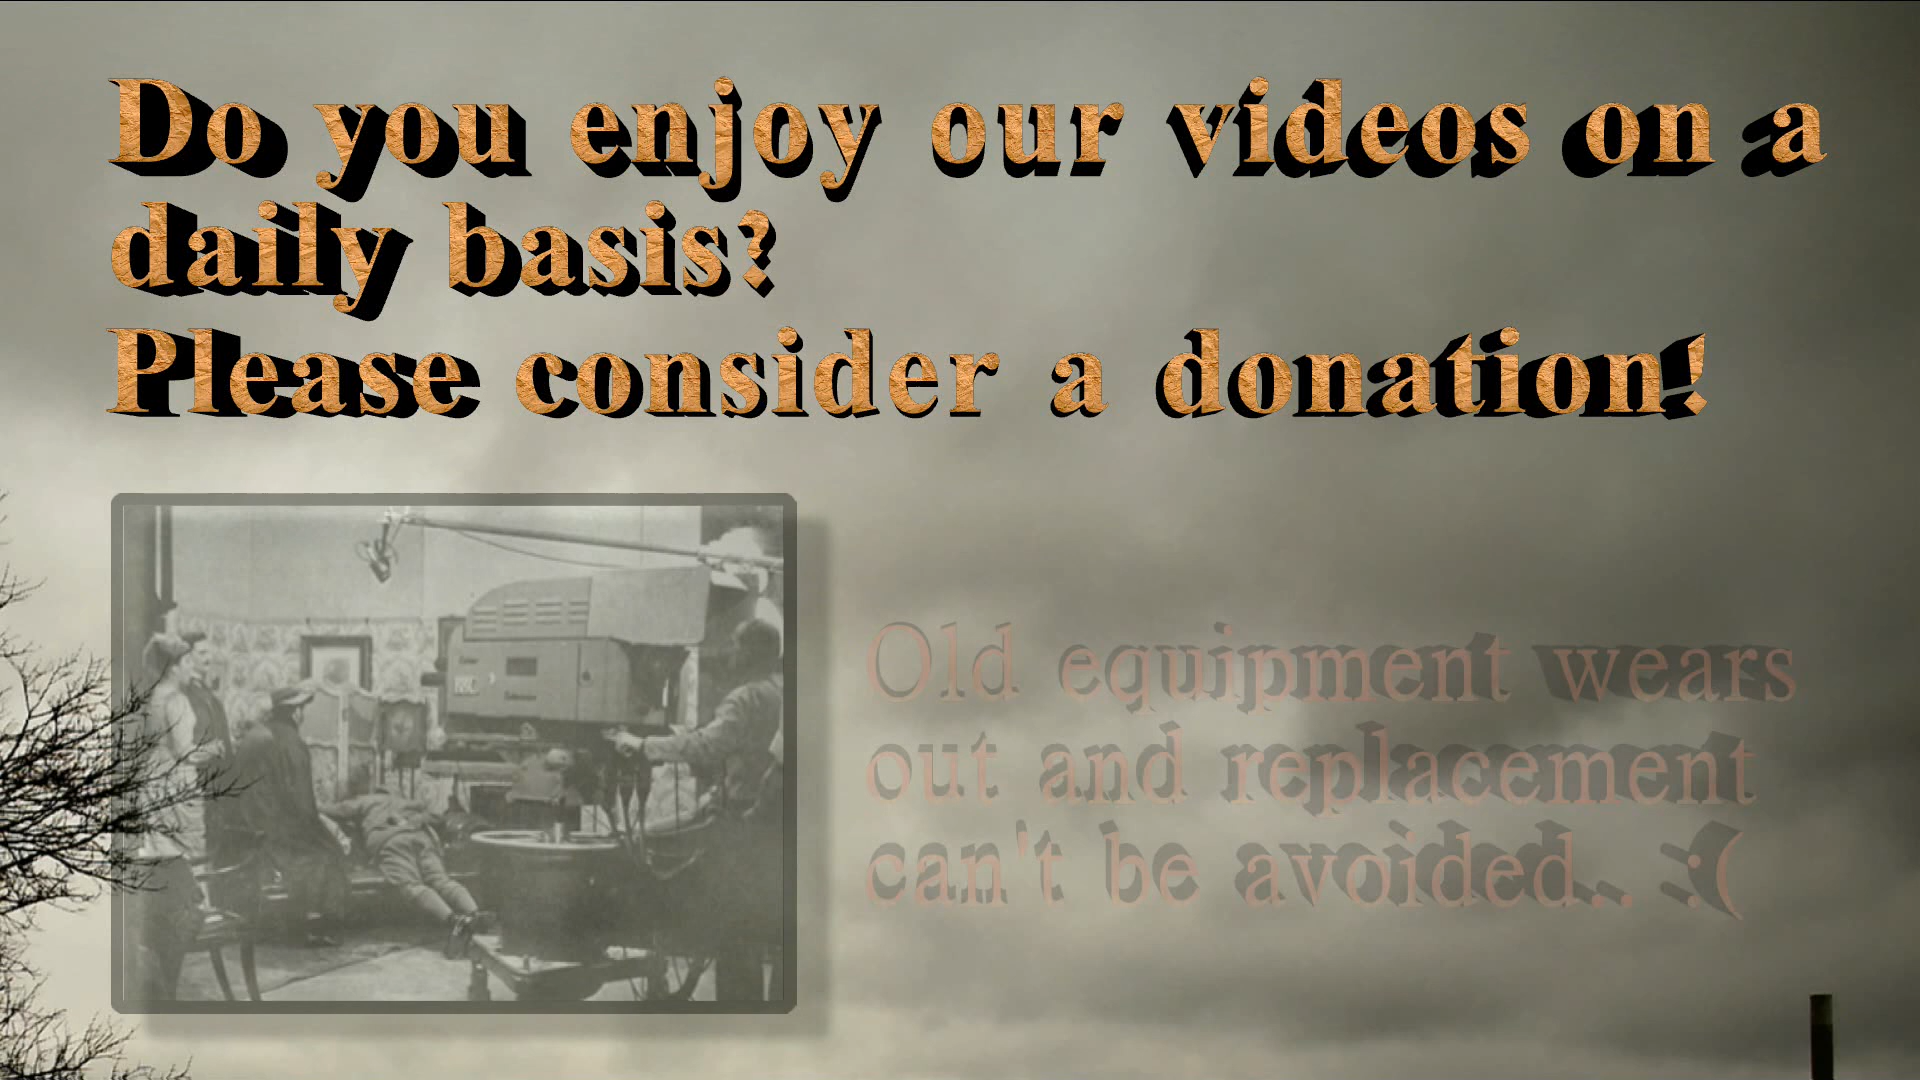 Do you enjoy our videos on a
daily basis?
Please consider a donation!
Old equipment wears
out and replacement
can't be avoided.. :(